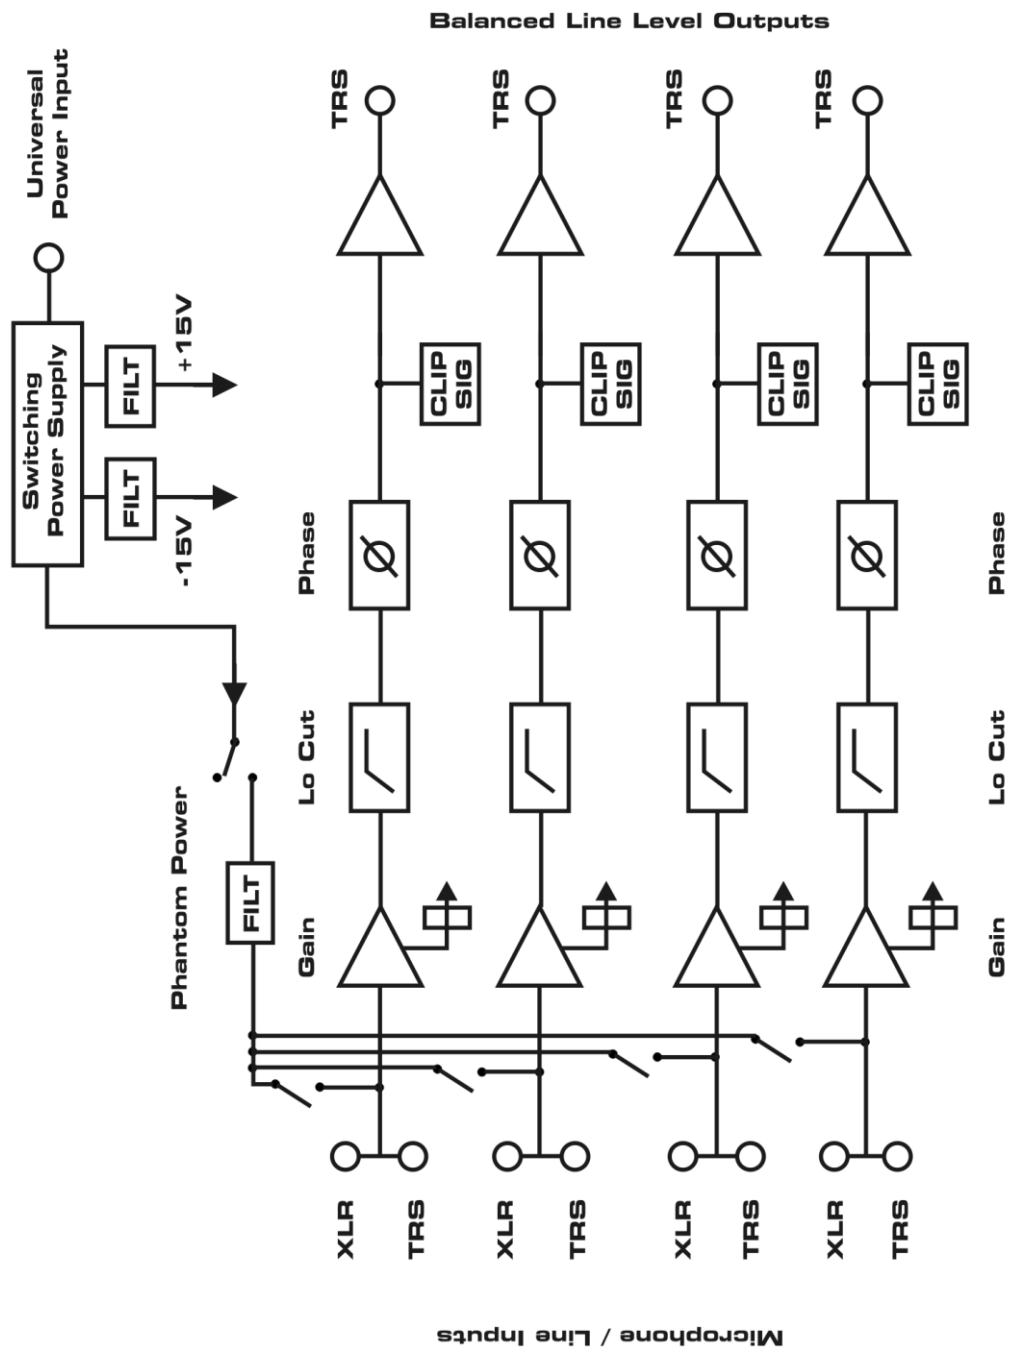 Balanced Line Level Outputs
Universal
Power Input
TRS
TRS
TRS
TRS
Switching
Power Supply
FILT
+15V
FILT
-15V
CLIP
SIG
CLIP
SIG
CLIP
SIG
CLIP
SIG
Phase
Phase
Lo Cut
Lo Cut
Phantom Power
FILT
Gain
Gain
XLR
TRS
XLR
TRS
XLR
TRS
XLR
TRS
Microphone / Line Inputs